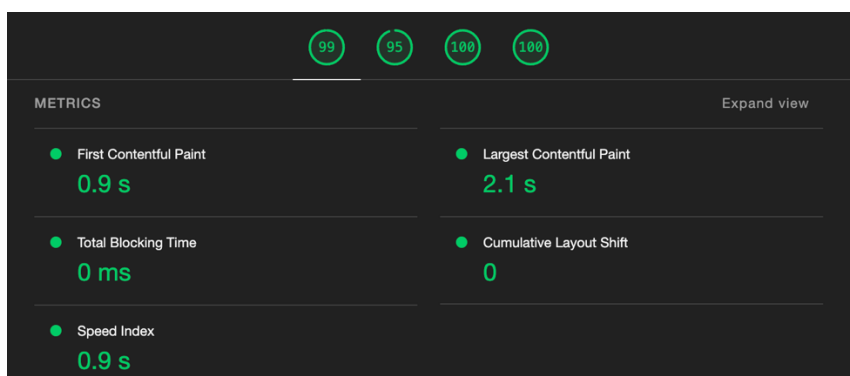 99 95 100 100
METRICS Expand view
First Contentful Paint
0.9 s
Largest Contentful Paint
2.1 s
Total Blocking Time
0 ms
Cumulative Layout Shift
0
Speed Index
0.9 s